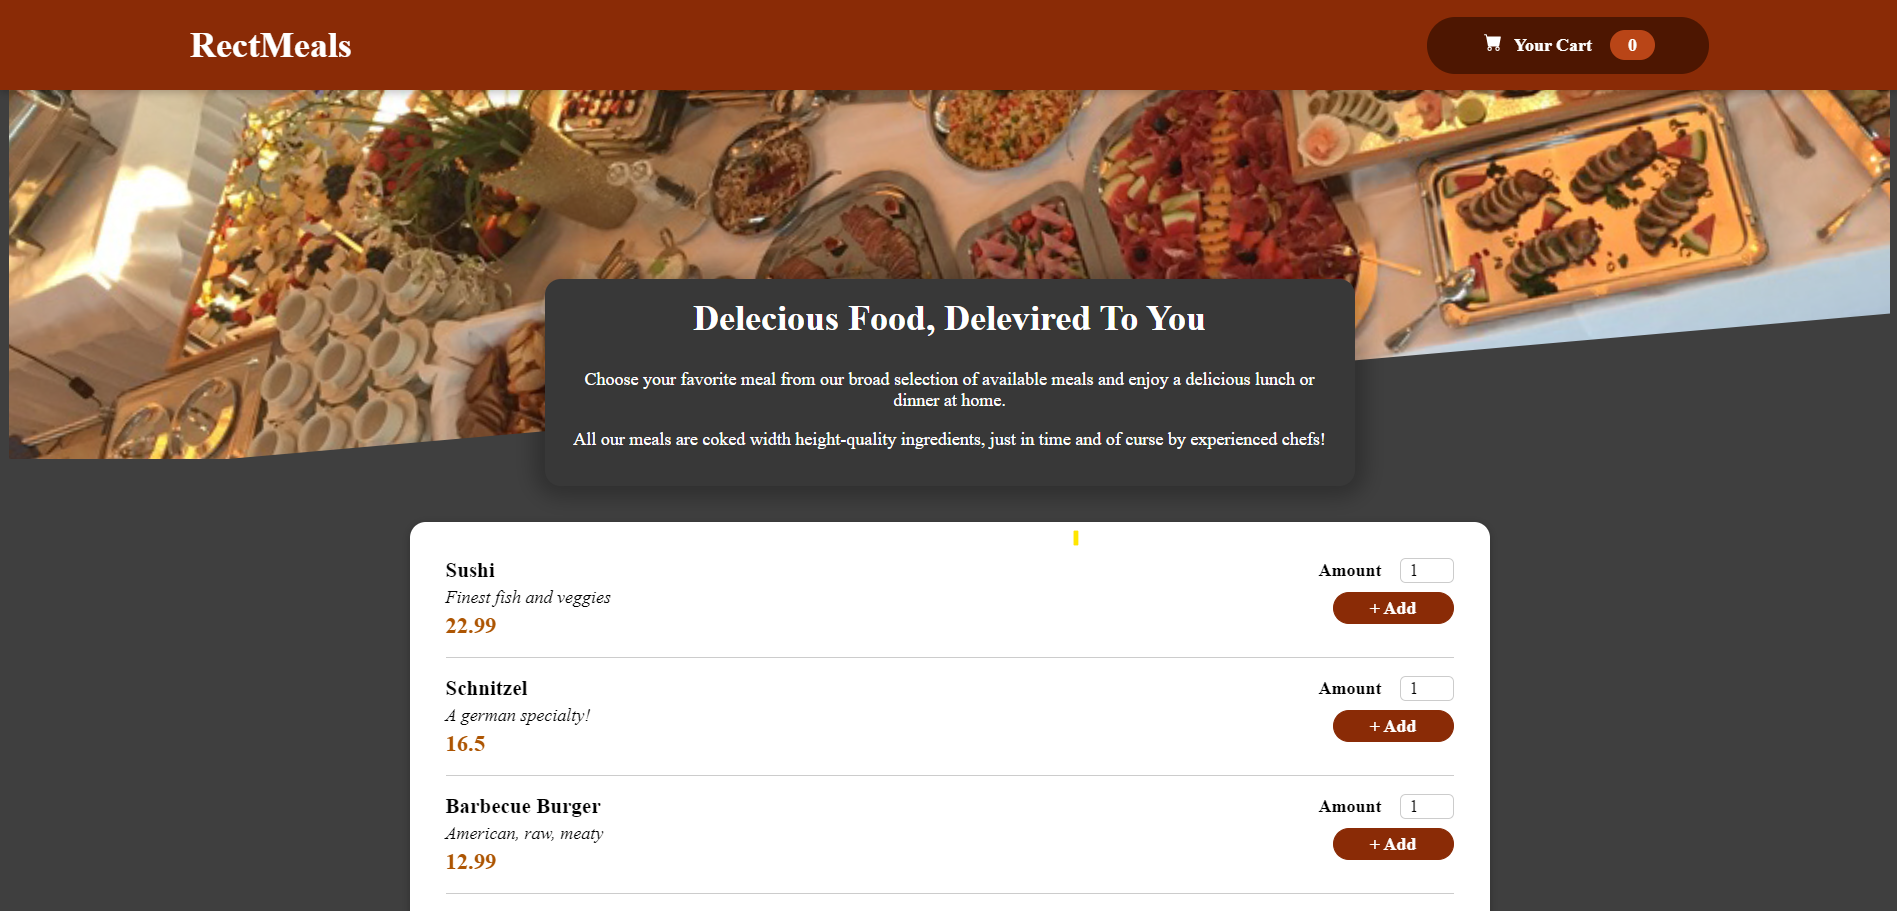 RectMeals
Your Cart 0
Delecious Food, Delevired To You
Choose your favorite meal from our broad selection of available meals and enjoy a delicious lunch or
dinner at home.
All our meals are coked width height-quality ingredients, just in time and of curse by experienced chefs!
Sushi
Finest fish and veggies
22.99
Amount 1
+ Add
Schnitzel
A german specialty!
16.5
Amount 1
+ Add
Barbecue Burger
American, raw, meaty
12.99
Amount 1
+ Add